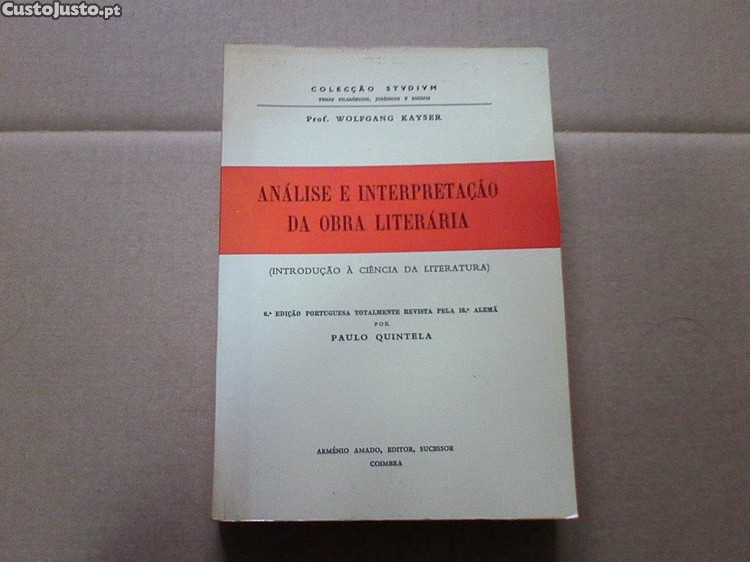 CustoJusto.pt
COLECÇÃO STVDIVM
TEMAS FILOSÓFICOS, JURÍDICOS E SOCIAIS
Prof. WOLFGANG KAYSER
ANÁLISE E INTERPRETAÇÃO
DA OBRA LITERÁRIA
(INTRODUÇÃO À CIÊNCIA DA LITERATURA)
6.ª EDIÇÃO PORTUGUESA TOTALMENTE REVISTA PELA 16.ª ALEMÃ
POR
PAULO QUINTELA
ARMÉNIO AMADO, EDITOR, SUCESSOR
COIMBRA